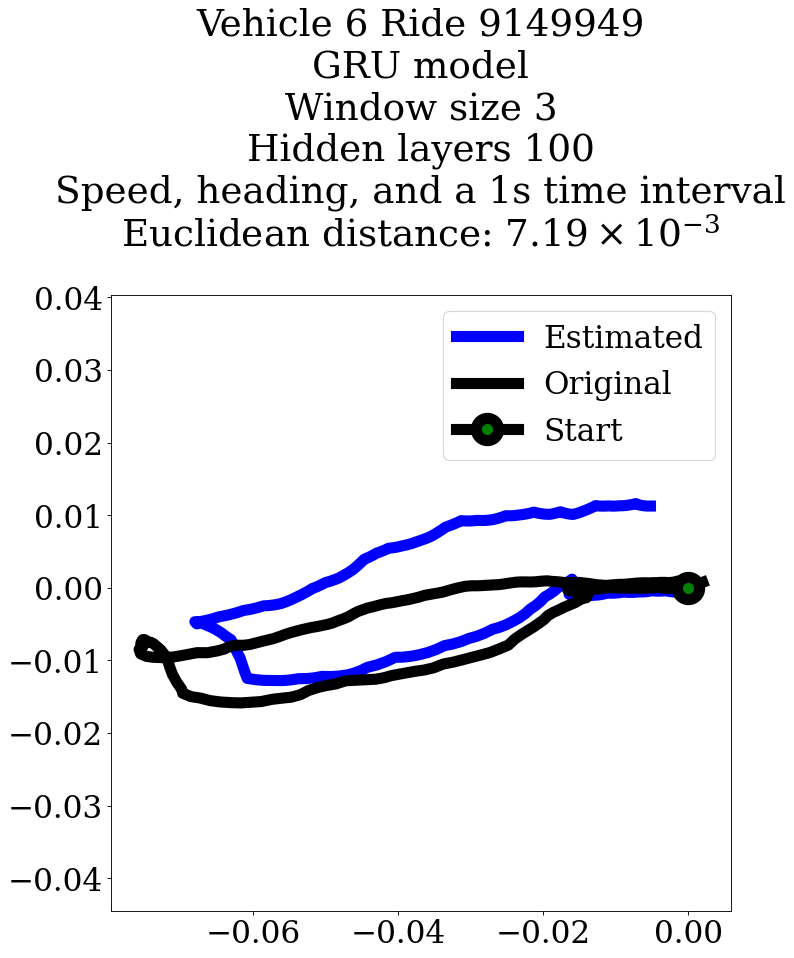 Vehicle 6 Ride 9149949
GRU model
Window size 3
Hidden layers 100
Speed, heading, and a 1s time interval
Euclidean distance: 7.19 × 10⁻³
Estimated
Original
Start
0.04
0.03
0.02
0.01
0.00
−0.01
−0.02
−0.03
−0.04
−0.06 −0.04 −0.02 0.00